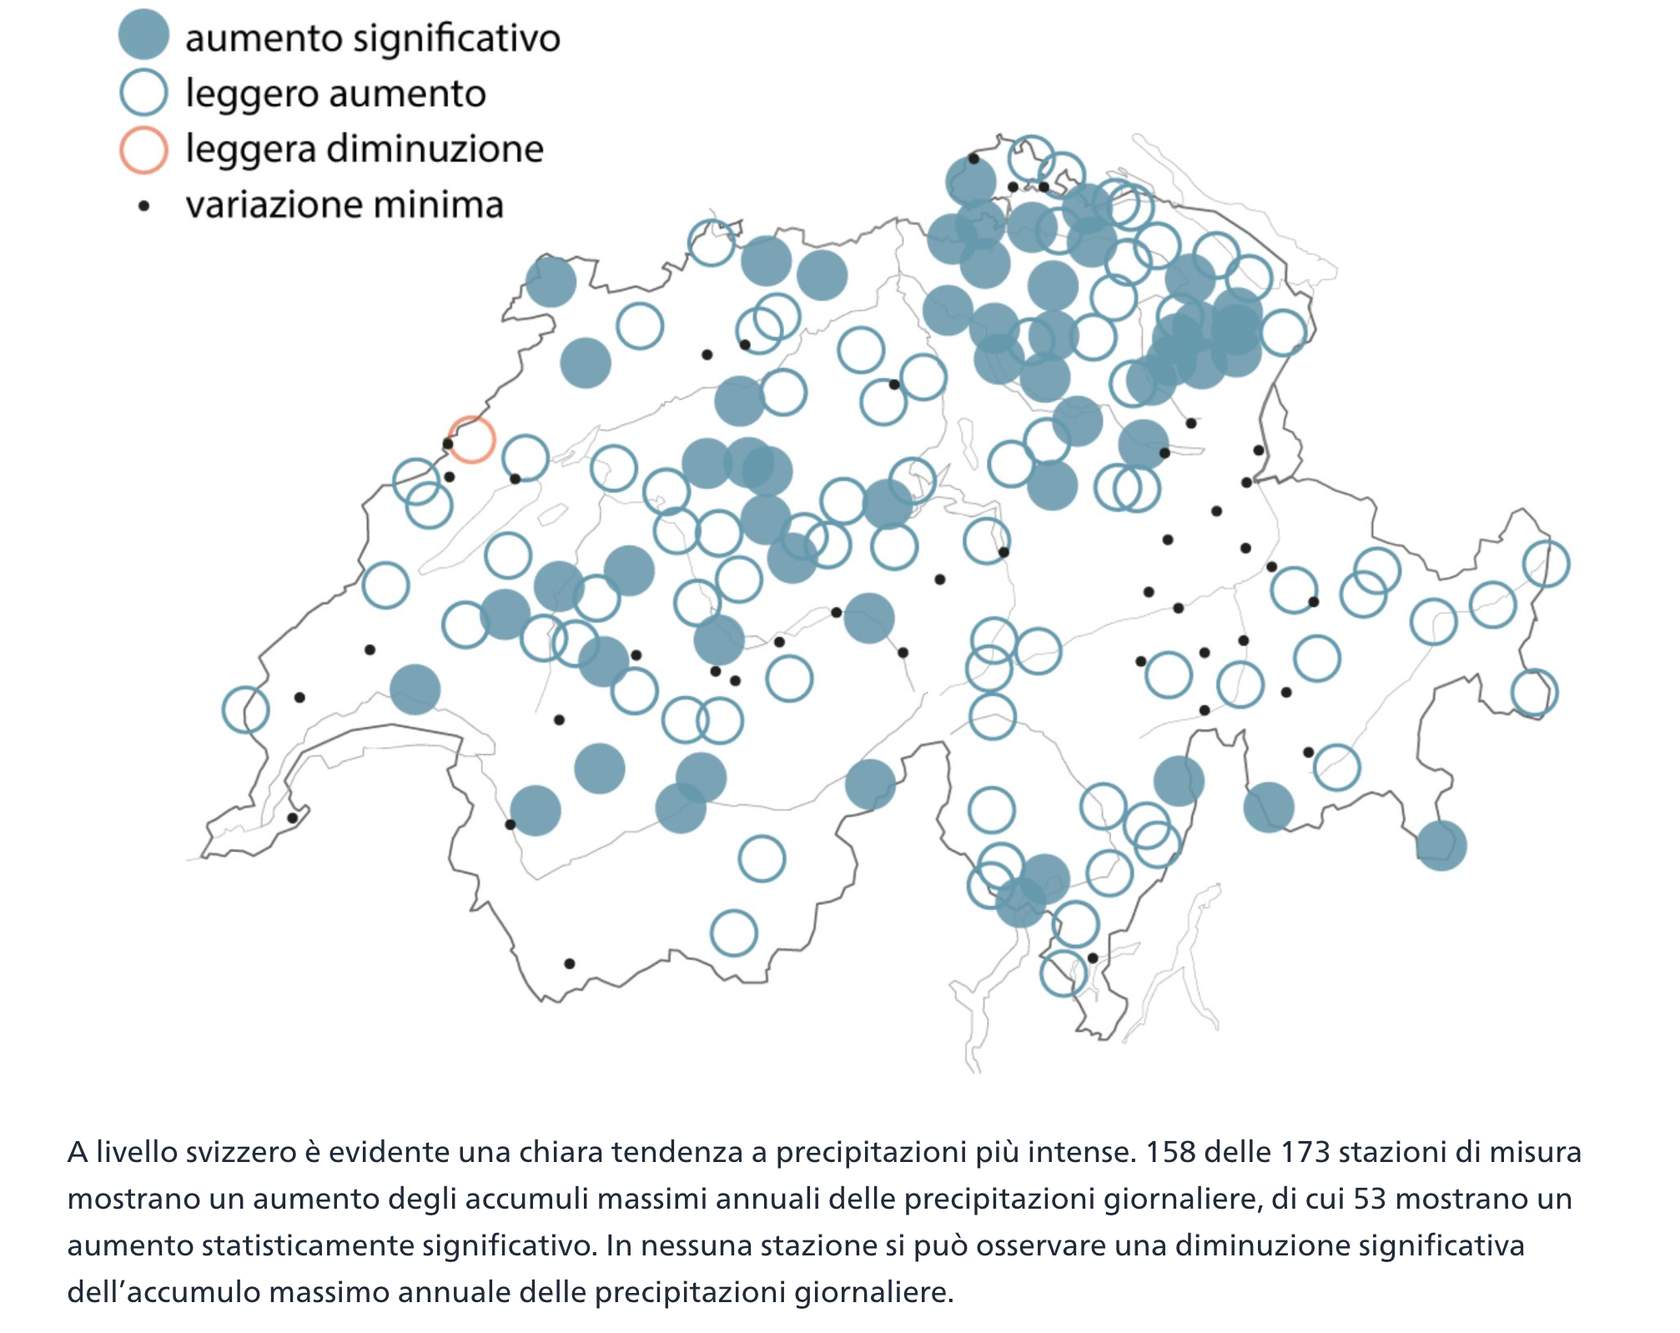 aumento significativo
leggero aumento
leggera diminuzione
variazione minima
A livello svizzero è evidente una chiara tendenza a precipitazioni più intense. 158 delle 173 stazioni di misura
mostrano un aumento degli accumuli massimi annuali delle precipitazioni giornaliere, di cui 53 mostrano un
aumento statisticamente significativo. In nessuna stazione si può osservare una diminuzione significativa
dell’accumulo massimo annuale delle precipitazioni giornaliere.